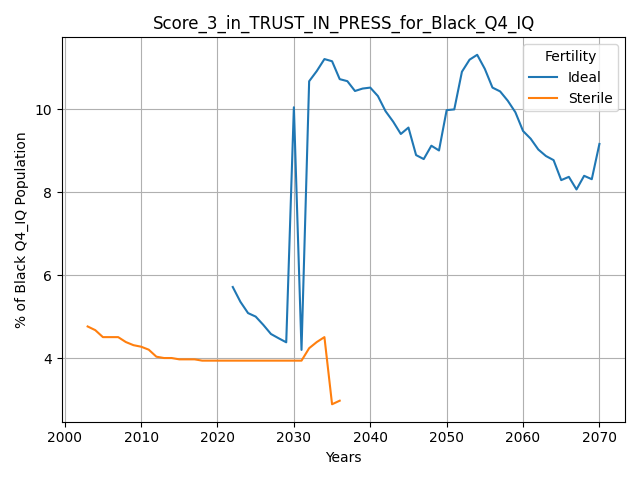 Score_3_in_TRUST_IN_PRESS_for_Black_Q4_IQ
Fertility
Ideal
Sterile
% of Black Q4_IQ Population
10
8
6
4
2000 2010 2020 2030 2040 2050 2060 2070
Years